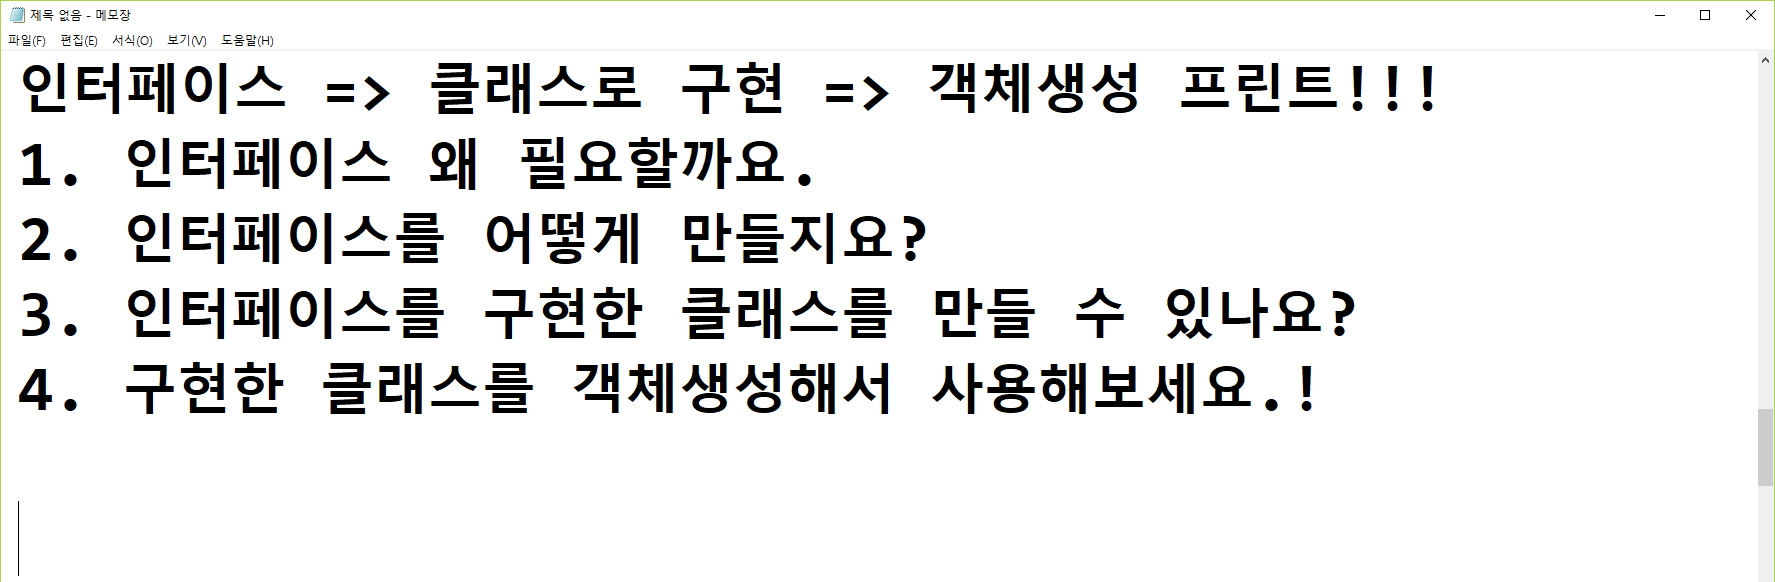 제목 없음 - 메모장
파일(F) 편집(E) 서식(O) 보기(V) 도움말(H)
인터페이스 => 클래스로 구현 => 객체생성 프린트!!!
1. 인터페이스 왜 필요할까요.
2. 인터페이스를 어떻게 만들지요?
3. 인터페이스를 구현한 클래스를 만들 수 있나요?
4. 구현한 클래스를 객체생성해서 사용해보세요.!